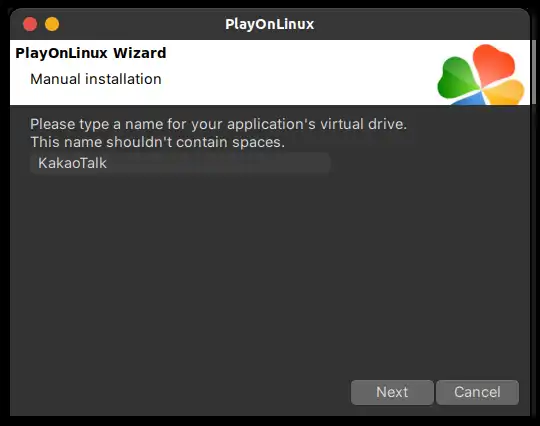 PlayOnLinux
PlayOnLinux Wizard
Manual installation
Please type a name for your application's virtual drive.
This name shouldn't contain spaces.
KakaoTalk
Next
Cancel